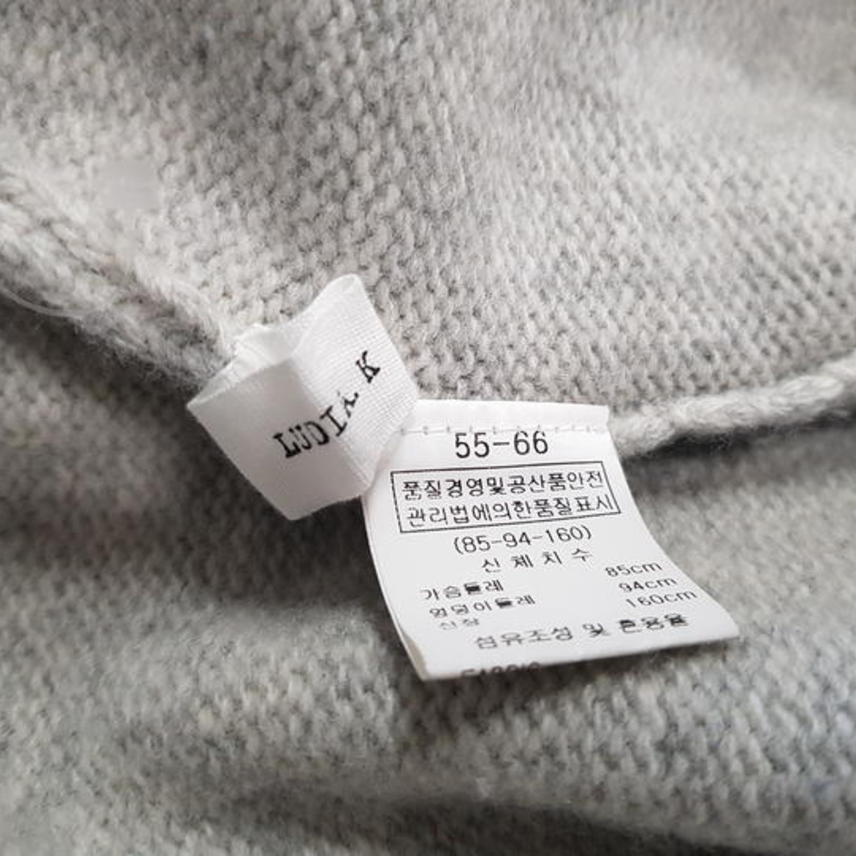 LUCIA. K
55-66
품질경영및공산품안전
관리법에의한품질표시
(85-94-160)
신 체 치 수
가슴둘레 85cm
엉덩이둘레 94cm
신장 160cm
섬유조성 및 혼용율